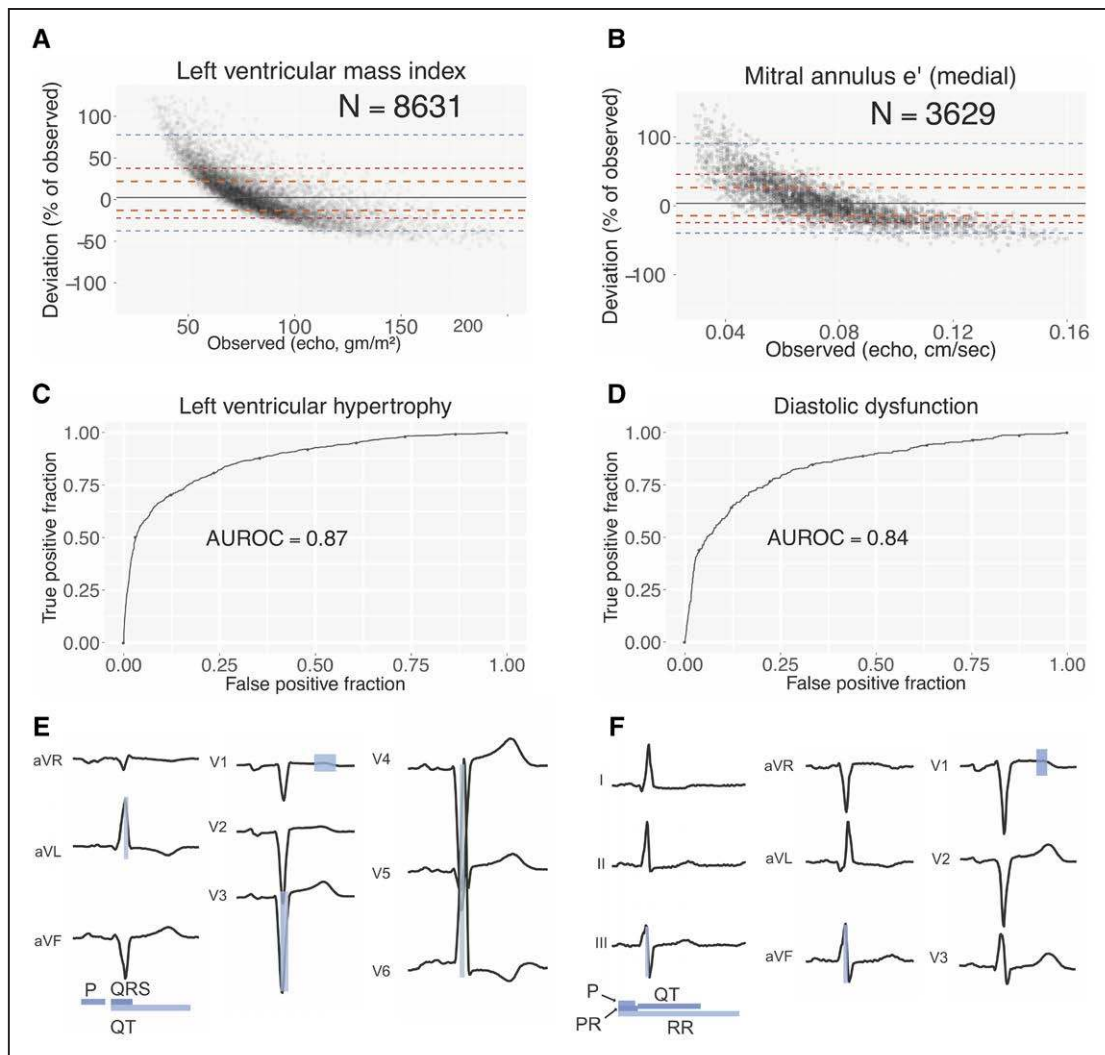 A
Left ventricular mass index
N = 8631
Deviation (% of observed)
100
50
0
−50
−100
50
100
150
200
Observed (echo, gm/m²)
B
Mitral annulus e' (medial)
N = 3629
Deviation (% of observed)
100
0
−100
0.04
0.08
0.12
0.16
Observed (echo, cm/sec)
C
Left ventricular hypertrophy
True positive fraction
1.00
0.75
0.50
0.25
0.00
AUROC = 0.87
0.00
0.25
0.50
0.75
1.00
False positive fraction
D
Diastolic dysfunction
True positive fraction
1.00
0.75
0.50
0.25
0.00
AUROC = 0.84
0.00
0.25
0.50
0.75
1.00
False positive fraction
E
aVR
aVL
aVF
V1
V2
V3
V4
V5
V6
P
QRS
QT
F
I
II
III
aVR
aVL
aVF
V1
V2
V3
P
QT
PR
RR